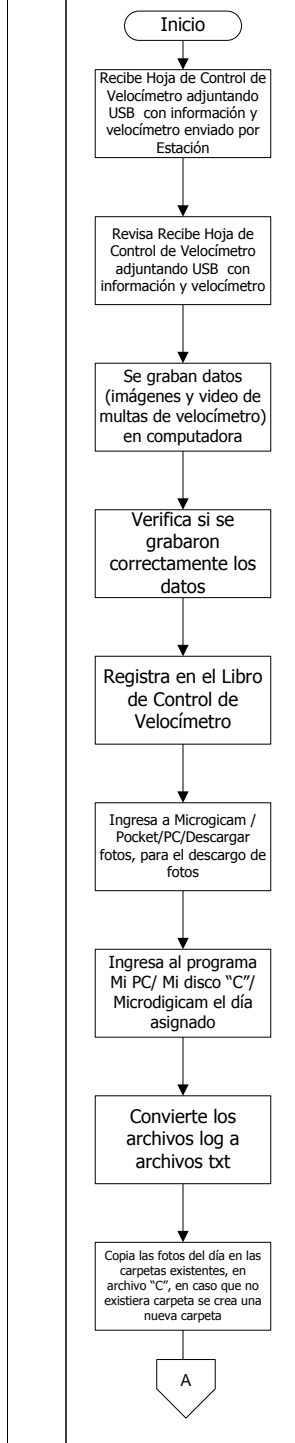 Inicio
Recibe Hoja de Control de
Velocímetro adjuntando
USB con información y
velocímetro enviado por
Estación
Revisa Recibe Hoja de
Control de Velocímetro
adjuntando USB con
información y velocímetro
Se graban datos
(imágenes y video de
multas de velocímetro)
en computadora
Verifica si se
grabaron
correctamente los
datos
Registra en el Libro
de Control de
Velocímetro
Ingresa a Microgicam /
Pocket/PC/Descargar
fotos, para el descargo de
fotos
Ingresa al programa
Mi PC/ Mi disco “C”/
Microdigicam el día
asignado
Convierte los
archivos log a
archivos txt
Copia las fotos del día en las
carpetas existentes, en
archivo “C”, en caso que no
existiera carpeta se crea una
nueva carpeta
A